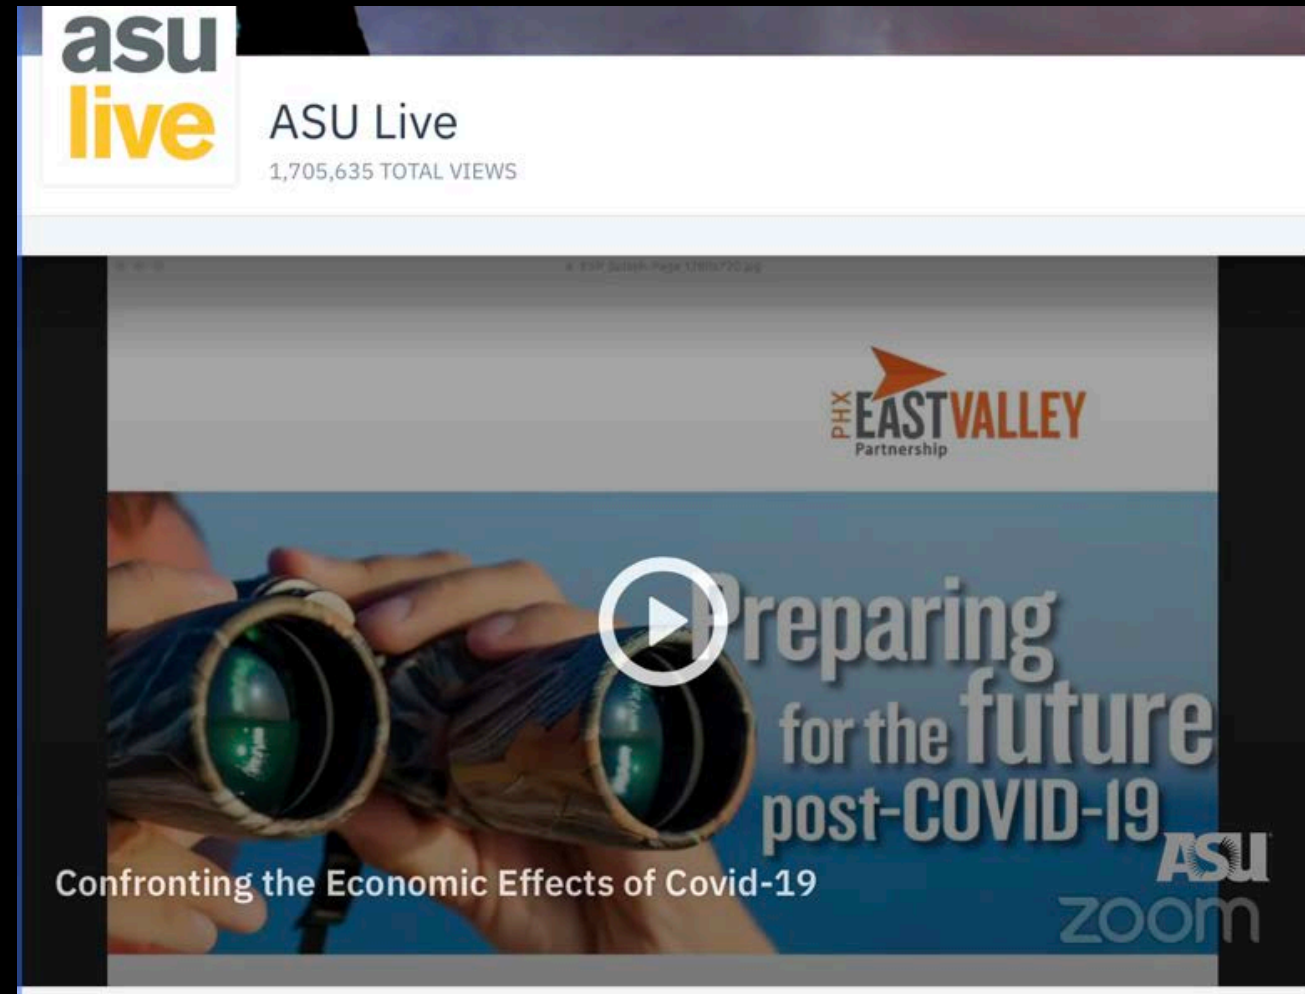 asu
live
ASU Live
1,705,635 TOTAL VIEWS
PHX
EASTVALLEY
Partnership
Preparing
for the future
post-COVID-19
Confronting the Economic Effects of Covid-19
ASU
zoom